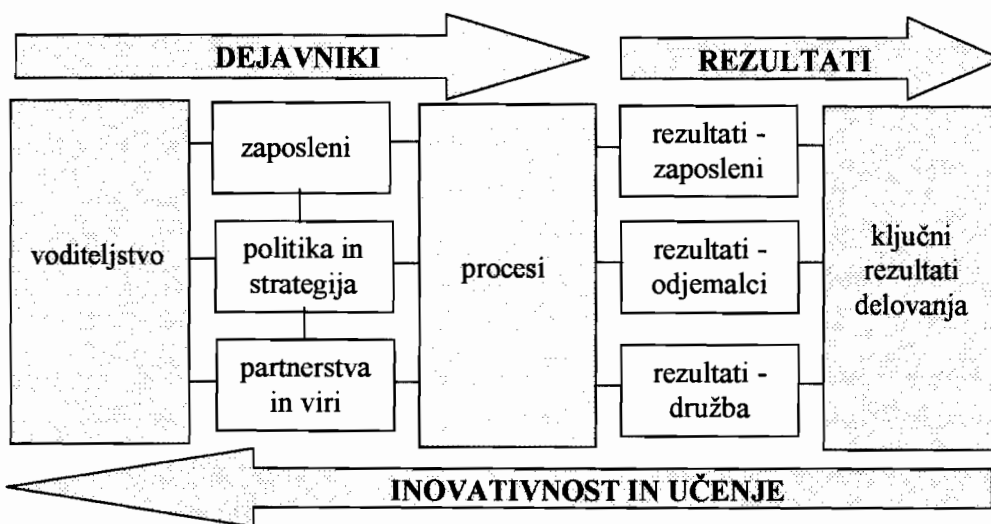 DEJAVNIKI
REZULTATI
voditeljstvo
zaposleni
politika in
strategija
partnerstva
in viri
procesi
rezultati -
zaposleni
rezultati -
odjemalci
rezultati -
družba
ključni
rezultati
delovanja
INOVATIVNOST IN UČENJE